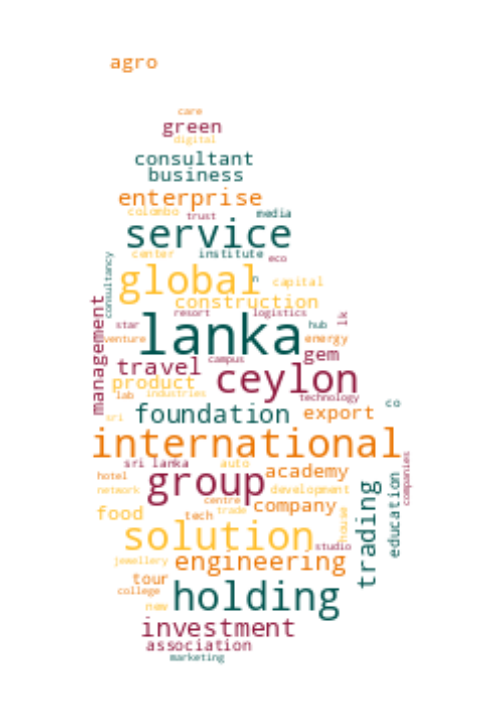 agro
care
green
digital
consultant
business
enterprise
colombo trust media
service
center institute eco
consultancy
global n capital
construction
resort logistics
management
star lanka hub lk
venture energy
campus gem
travel ceylon
product
lab industries technology
sri foundation export co
international
sri lanka auto
hotel group academy
network development
centre company
food tech trade house
trading education companies
solution studio
jewellery engineering
tour
college holding
new
investment
association
marketing